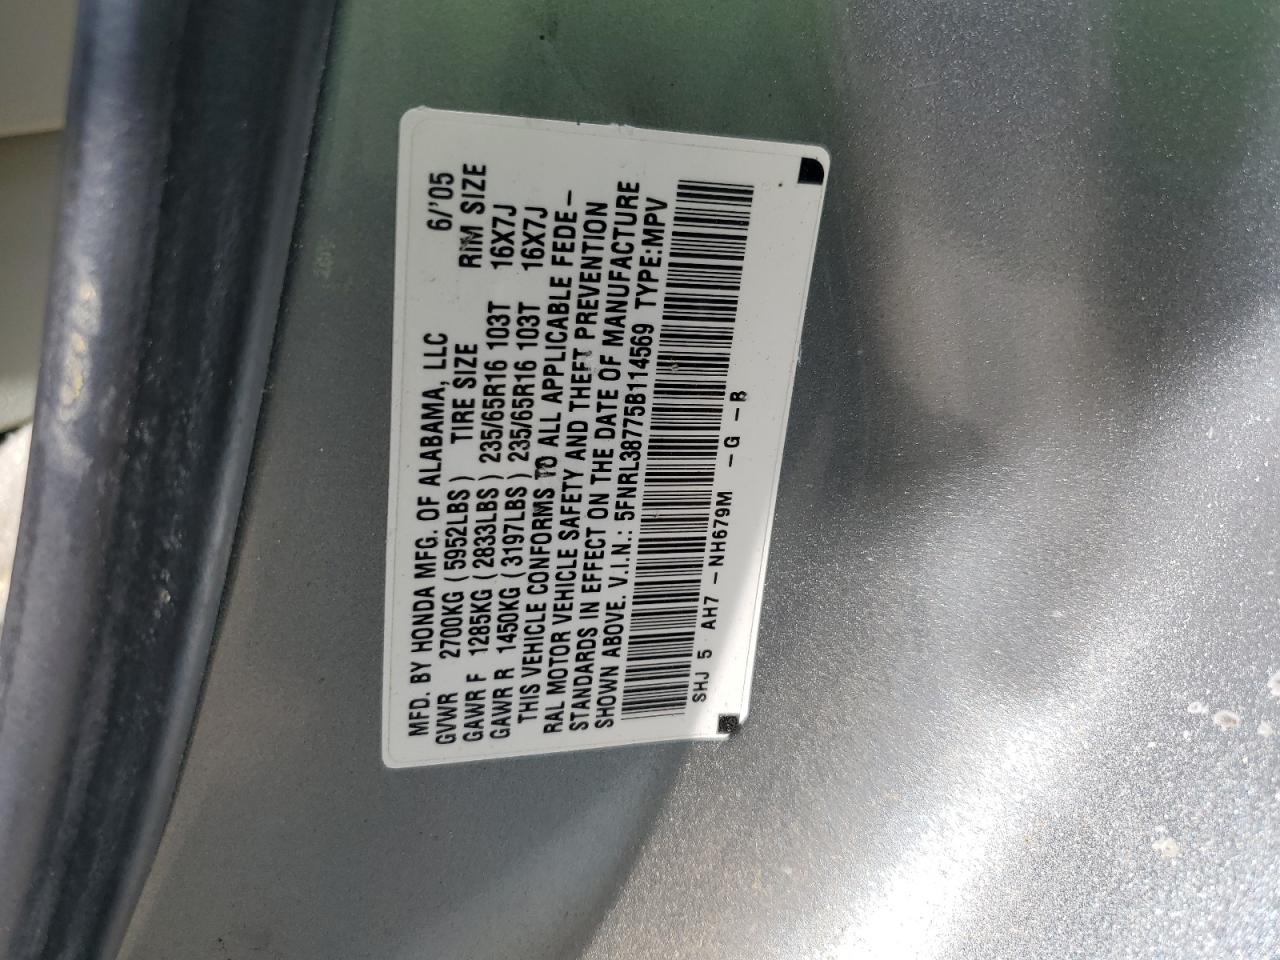 MFD. BY HONDA MFG. OF ALABAMA, LLC 6/'05
GVWR 2700KG (5952LBS) TIRE SIZE RIM SIZE
GAWR F 1285KG (2833LBS) 235/65R16 103T 16X7J
GAWR R 1450KG (3197LBS) 235/65R16 103T 16X7J
THIS VEHICLE CONFORMS TO ALL APPLICABLE FEDE-
RAL MOTOR VEHICLE SAFETY AND THEFT PREVENTION
STANDARDS IN EFFECT ON THE DATE OF MANUFACTURE
SHOWN ABOVE. V.I.N.: 5FNRL38775B114569 TYPE:MPV
SHJ 5 AH7 -NH679M -G -B